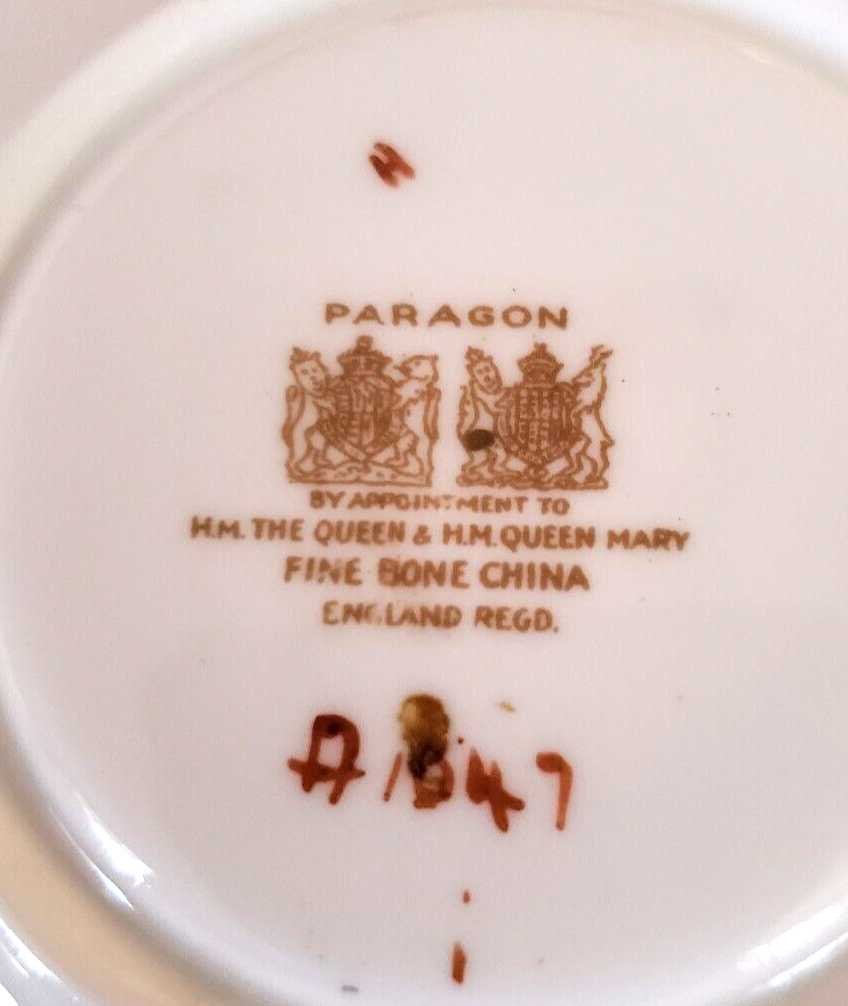 H
PARAGON
BY APPOINTMENT TO
H.M. THE QUEEN & H.M. QUEEN MARY
FINE BONE CHINA
ENGLAND REGD.